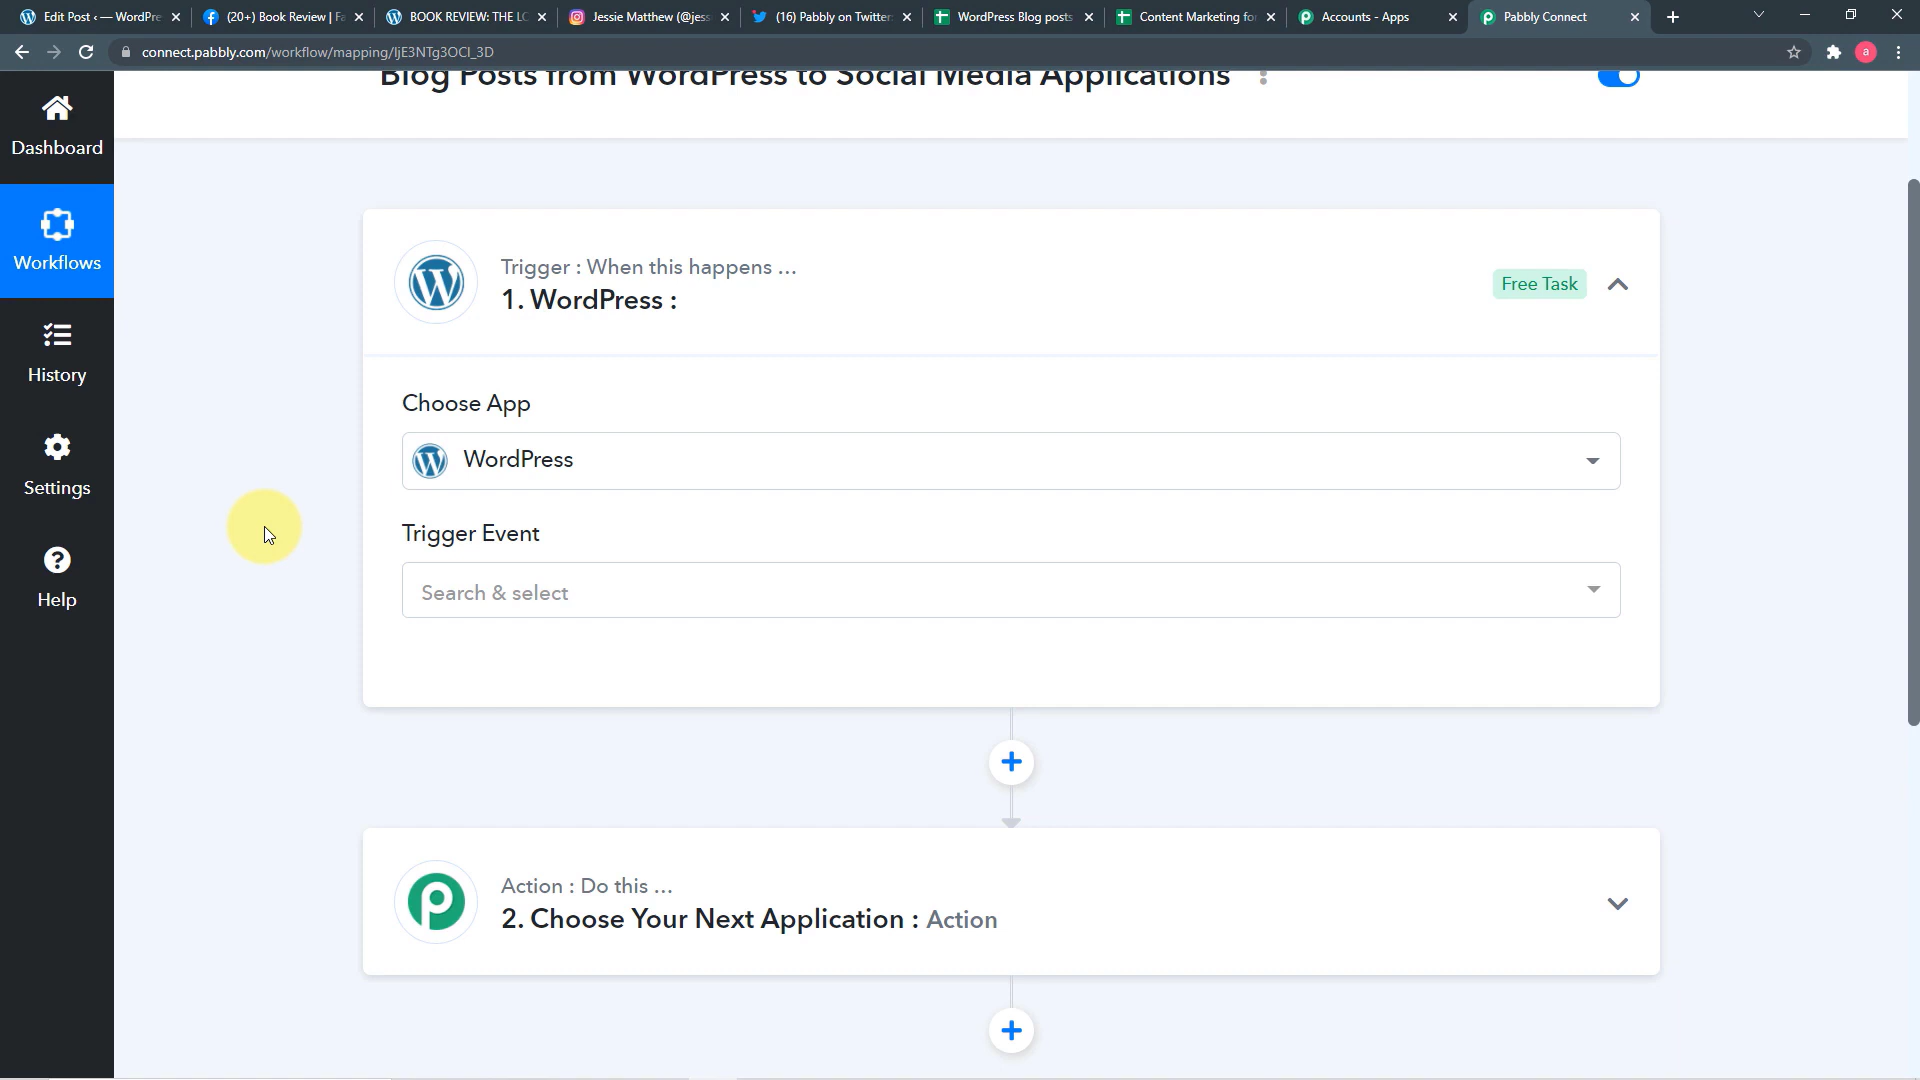 Edit Post ‹ — WordPre
(20+) Book Review | Fa
BOOK REVIEW: THE LO
Jessie Matthew (@jess
(16) Pabbly on Twitter
WordPress Blog posts
Content Marketing for
Accounts - Apps
Pabbly Connect
connect.pabbly.com/workflow/mapping/IjE3NTg3OCI_3D
a
Blog Posts from WordPress to Social Media Applications
Dashboard
Workflows
History
Settings
Help
Trigger : When this happens ...
1. WordPress :
Free Task
Choose App
WordPress
Trigger Event
Search & select
Action : Do this ...
2. Choose Your Next Application : Action